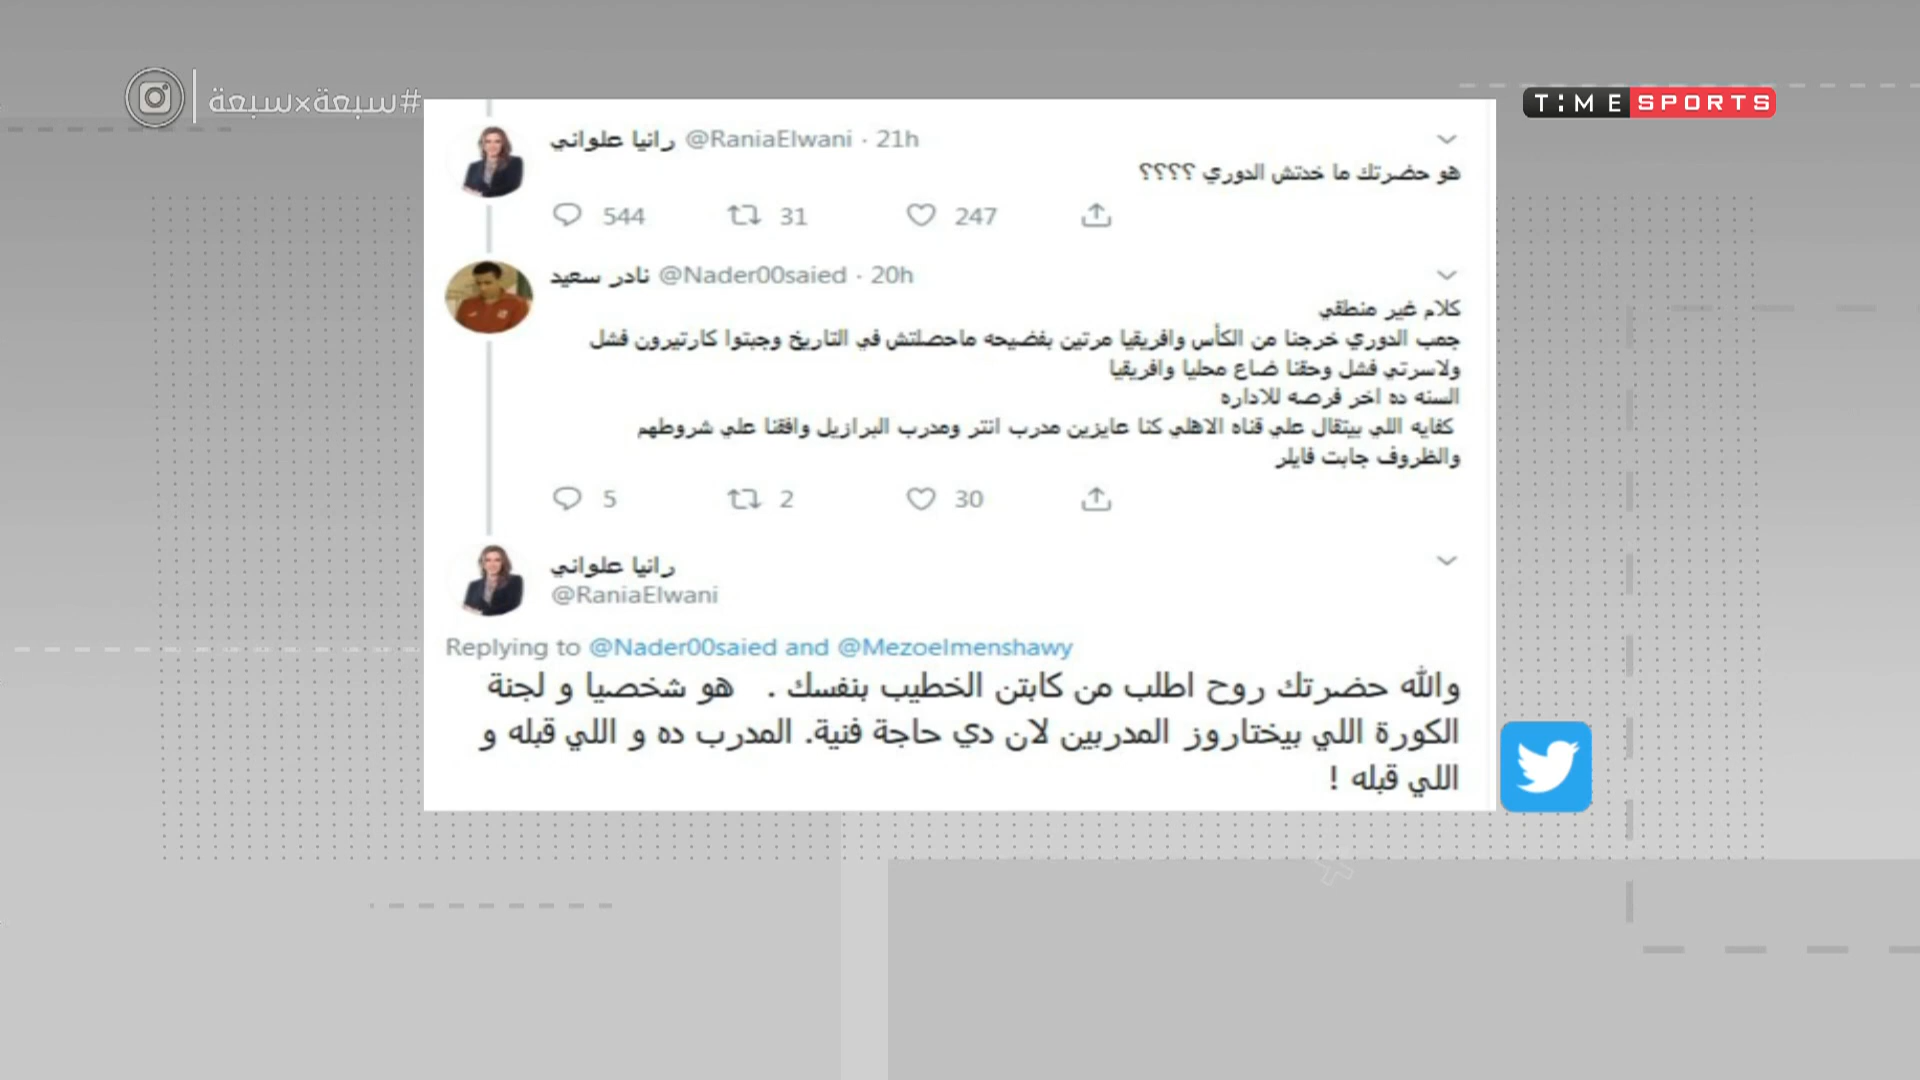 #سبعة×سبعة
TIME SPORTS
رانيا علواني @RaniaElwani · 21h
هو حضرتك ما خدتش الدوري ؟؟؟؟
544 31 247
نادر سعيد @Nader00saied · 20h
كلام غير منطقي
جمب الدوري خرجنا من الكأس وافريقيا مرتين بفضيحه ماحصلتش في التاريخ وجبتوا كارتيرون فشل
ولاسرتي فشل وحقنا ضاع محليا وافريقيا
السنه ده اخر فرصه للاداره
كفايه اللي بيتقال علي قناه الاهلي كنا عايزين مدرب انتر ومدرب البرازيل وافقنا علي شروطهم
والظروف جابت فايلر
5 2 30
رانيا علواني
@RaniaElwani
Replying to @Nader00saied and @Mezoelmenshawy
والله حضرتك روح اطلب من كابتن الخطيب بنفسك . هو شخصيا و لجنة
الكورة اللي بيختاروز المدربين لان دي حاجة فنية. المدرب ده و اللي قبله و
اللي قبله !